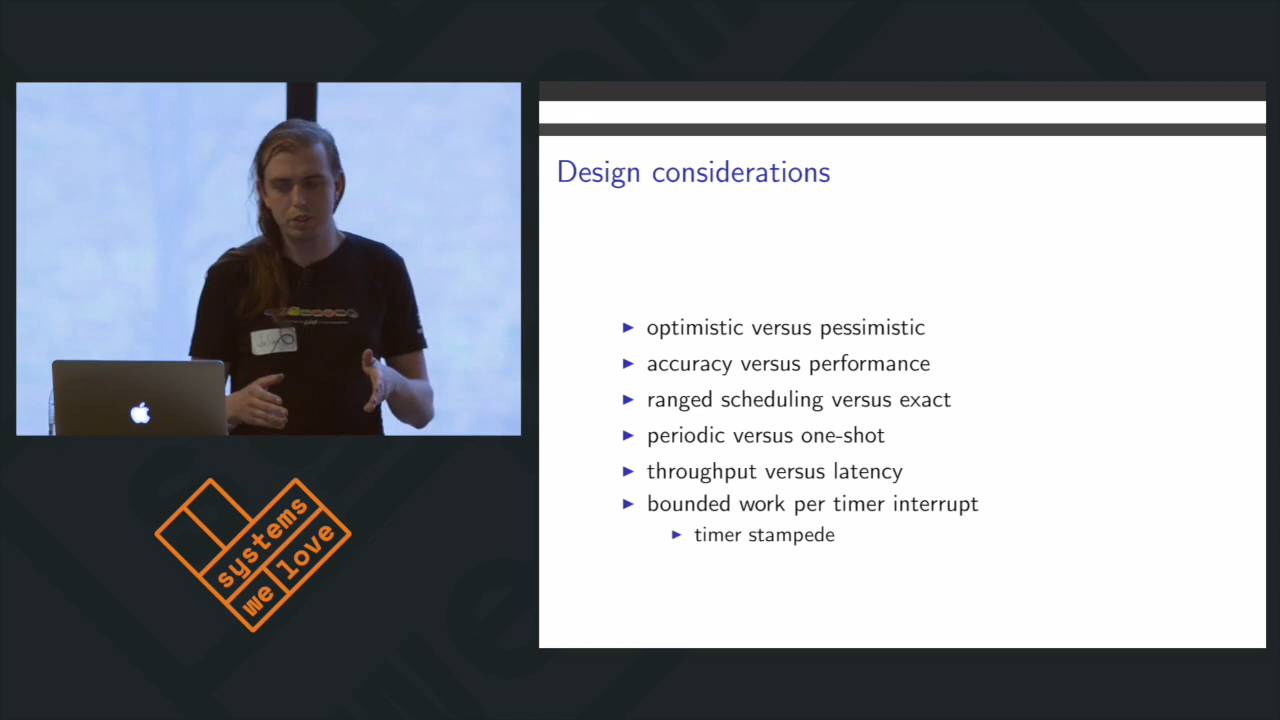 Design considerations
optimistic versus pessimistic
accuracy versus performance
ranged scheduling versus exact
periodic versus one-shot
throughput versus latency
bounded work per timer interrupt
timer stampede
systems
we love